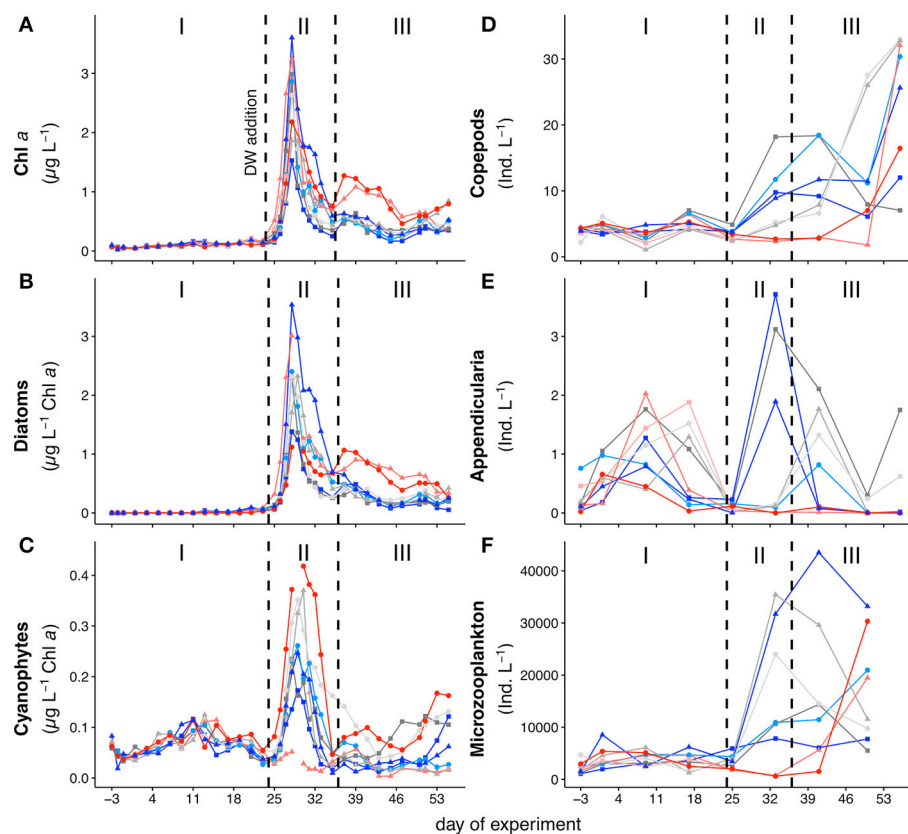 A
I
II
III
Chl a
(µg L⁻¹)
3
2
1
0
DW addition
D
I
II
III
Copepods
(Ind. L⁻¹)
30
20
10
0
B
I
II
III
Diatoms
(µg L⁻¹ Chl a)
3
2
1
0
E
I
II
III
Appendicularia
(Ind. L⁻¹)
3
2
1
0
C
I
II
III
Cyanophytes
(µg L⁻¹ Chl a)
0.4
0.3
0.2
0.1
0.0
−3 4 11 18 25 32 39 46 53
F
I
II
III
Microzooplankton
(Ind. L⁻¹)
40000
30000
20000
10000
0
−3 4 11 18 25 32 39 46 53
day of experiment